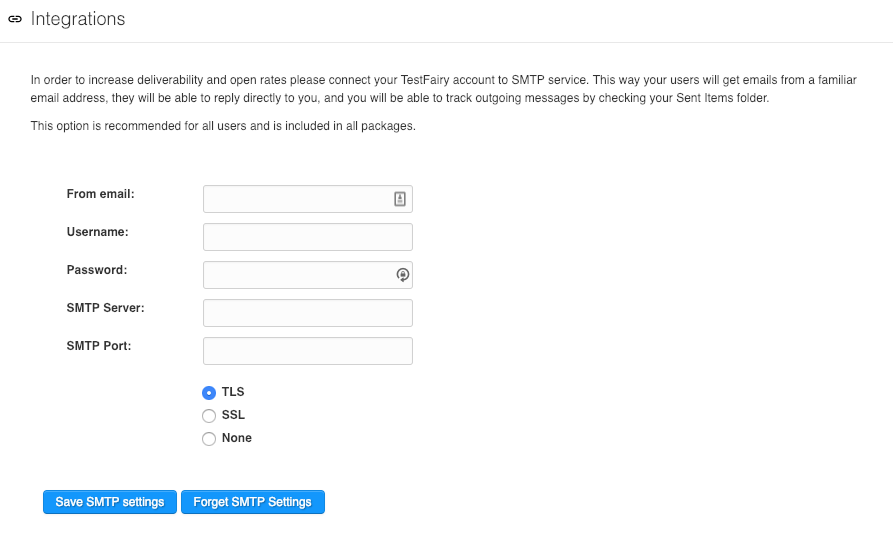 Integrations
In order to increase deliverability and open rates please connect your TestFairy account to SMTP service. This way your users will get emails from a familiar
email address, they will be able to reply directly to you, and you will be able to track outgoing messages by checking your Sent Items folder.
This option is recommended for all users and is included in all packages.
From email:
Username:
Password:
SMTP Server:
SMTP Port:
TLS
SSL
None
Save SMTP settings Forget SMTP Settings